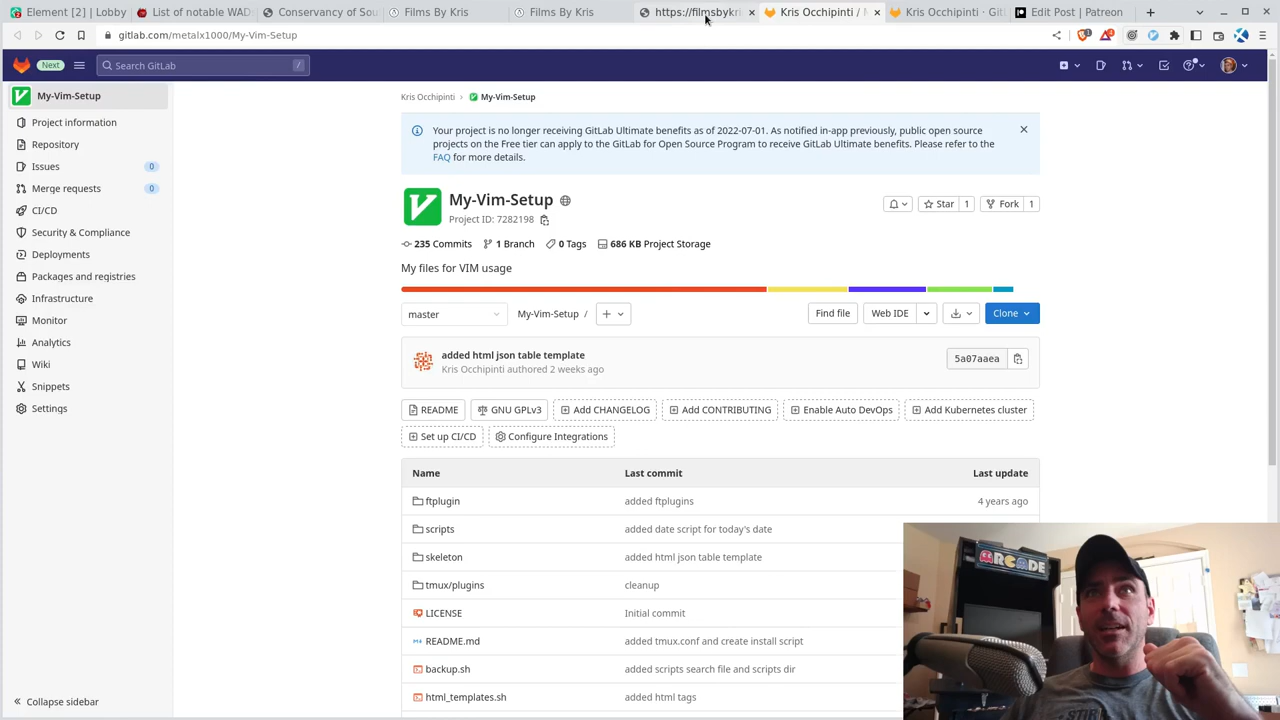 Element [2] | Lobby
List of notable WAD
Conservancy of Sou
Films By Kris
Films By Kris
https://filmsbykri
Kris Occhipinti / M
Kris Occhipinti · Git
Edit Post | Patreon
gitlab.com/metalx1000/My-Vim-Setup
Next
Search GitLab
/
My-Vim-Setup
Project information
Repository
Issues 0
Merge requests 0
CI/CD
Security & Compliance
Deployments
Packages and registries
Infrastructure
Monitor
Analytics
Wiki
Snippets
Settings
Collapse sidebar
Kris Occhipinti
My-Vim-Setup
Your project is no longer receiving GitLab Ultimate benefits as of 2022-07-01. As notified in-app previously, public open source
projects on the Free tier can apply to the GitLab for Open Source Program to receive GitLab Ultimate benefits. Please refer to the
FAQ for more details.
My-Vim-Setup
Project ID: 7282198
Star 1
Fork 1
235 Commits 1 Branch 0 Tags 686 KB Project Storage
My files for VIM usage
master
My-Vim-Setup /
Find file
Web IDE
Clone
added html json table template
Kris Occhipinti authored 2 weeks ago
5a07aaea
README
GNU GPLv3
Add CHANGELOG
Add CONTRIBUTING
Enable Auto DevOps
Add Kubernetes cluster
Set up CI/CD
Configure Integrations
Name Last commit Last update
ftplugin added ftplugins 4 years ago
scripts added date script for today's date
skeleton added html json table template
tmux/plugins cleanup
LICENSE Initial commit
README.md added tmux.conf and create install script
backup.sh added scripts search file and scripts dir
html_templates.sh added html tags
ARCADE